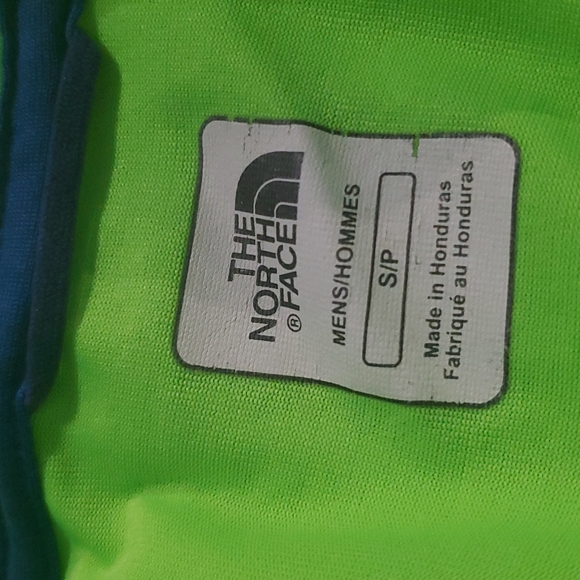 THE
NORTH
FACE®
MENS/HOMMES
S/P
Made in Honduras
Fabriqué au Honduras